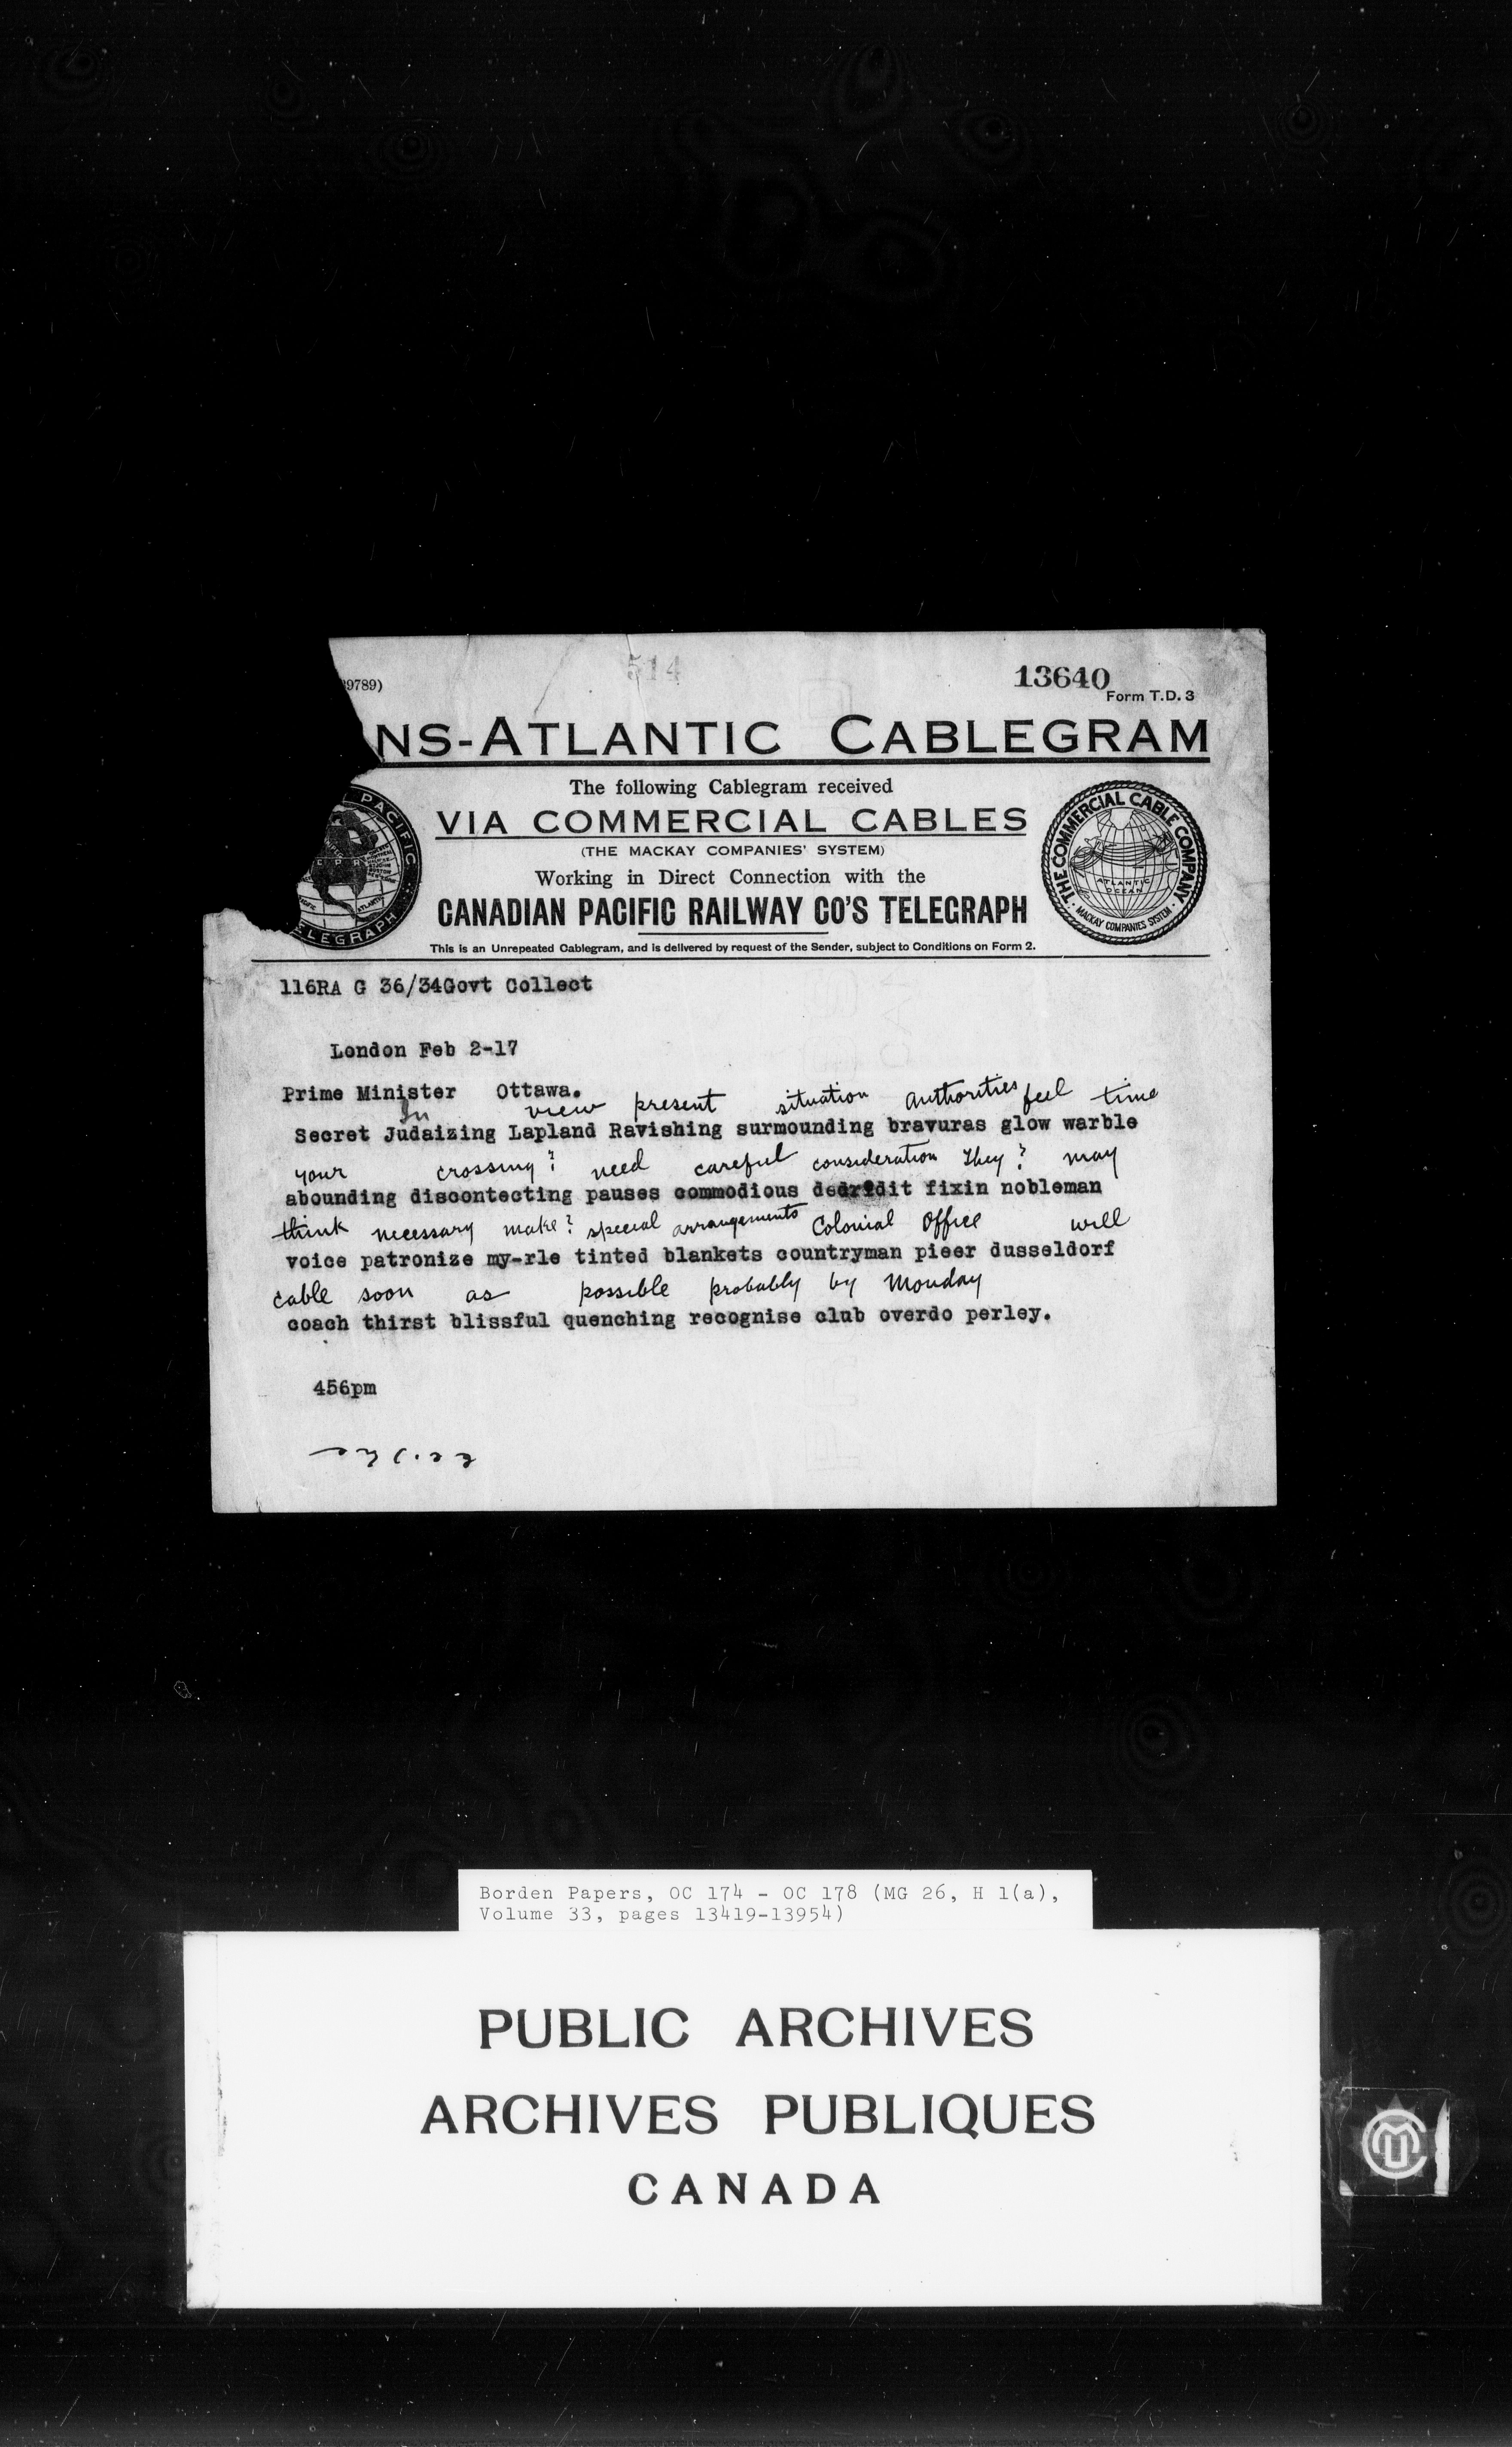 514
13640
9789)
Form T.D. 3
NS-ATLANTIC CABLEGRAM
The following Cablegram received
VIA COMMERCIAL CABLES
(THE MACKAY COMPANIES' SYSTEM)
Working in Direct Connection with the
CANADIAN PACIFIC RAILWAY CO'S TELEGRAPH
This is an Unrepeated Cablegram, and is delivered by request of the Sender, subject to Conditions on Form 2.
PACIFIC
C P R
ATLANTIC
ELEGRAPH
THE COMMERCIAL CABLE COMPANY
ATLANTIC
OCEAN
MACKAY COMPANIES SYSTEM
116RA G 36/34Govt Collect
London Feb 2-17
Prime Minister Ottawa.
In view present situation authorities feel time
Secret Judaizing Lapland Ravishing surmounding bravuras glow warble
your crossing? need careful consideration they? may
abounding discontecting pauses commodious dedit fixin nobleman
think necessary make? special arrangements Colonial Office will
voice patronize my-rle tinted blankets countryman pieer dusseldorf
cable soon as possible probably by Monday
coach thirst blissful quenching recognise club overdo perley.
456pm
Borden Papers, OC 174 - OC 178 (MG 26, H 1(a),
Volume 33, pages 13419-13954)
PUBLIC ARCHIVES
ARCHIVES PUBLIQUES
CANADA